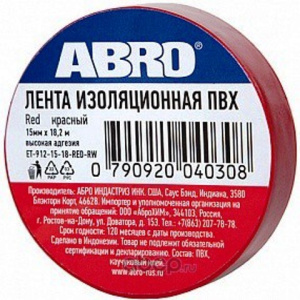 ABRO
ЛЕНТА ИЗОЛЯЦИОННАЯ ПВХ
Red красный
15мм x 18,2 м
высокая адгезия
ET-912-15-18-RED-RW
0 790920 040308
Производитель: АБРО ИНДАСТРИЗ ИНК. США, Саус Бэнд, Индиана, 3580
Блэкторн Корт, 46628. Импортер и уполномоченная организация на
принятие обращений: ООО «АброХИМ», 344103, Россия,
г. Ростов-на-Дону, ул. Доватора, д. 153. Тел.: +7(863) 207-78-78.
Срок годности: 120 месяцев с даты производства.
Сделано в Индонезии. Товар не подлежит обязательной
сертификации и декларированию. Состав: ПВХ,
каучуковый
www.abro-rus.ru